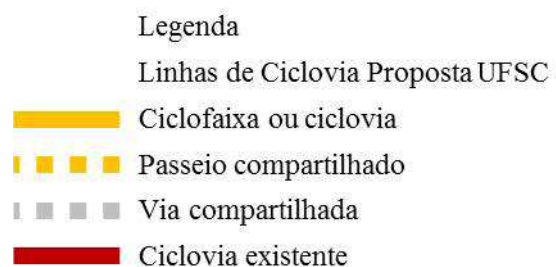 Legenda
Linhas de Ciclovia Proposta UFSC
Ciclofaixa ou ciclovia
Passeio compartilhado
Via compartilhada
Ciclovia existente